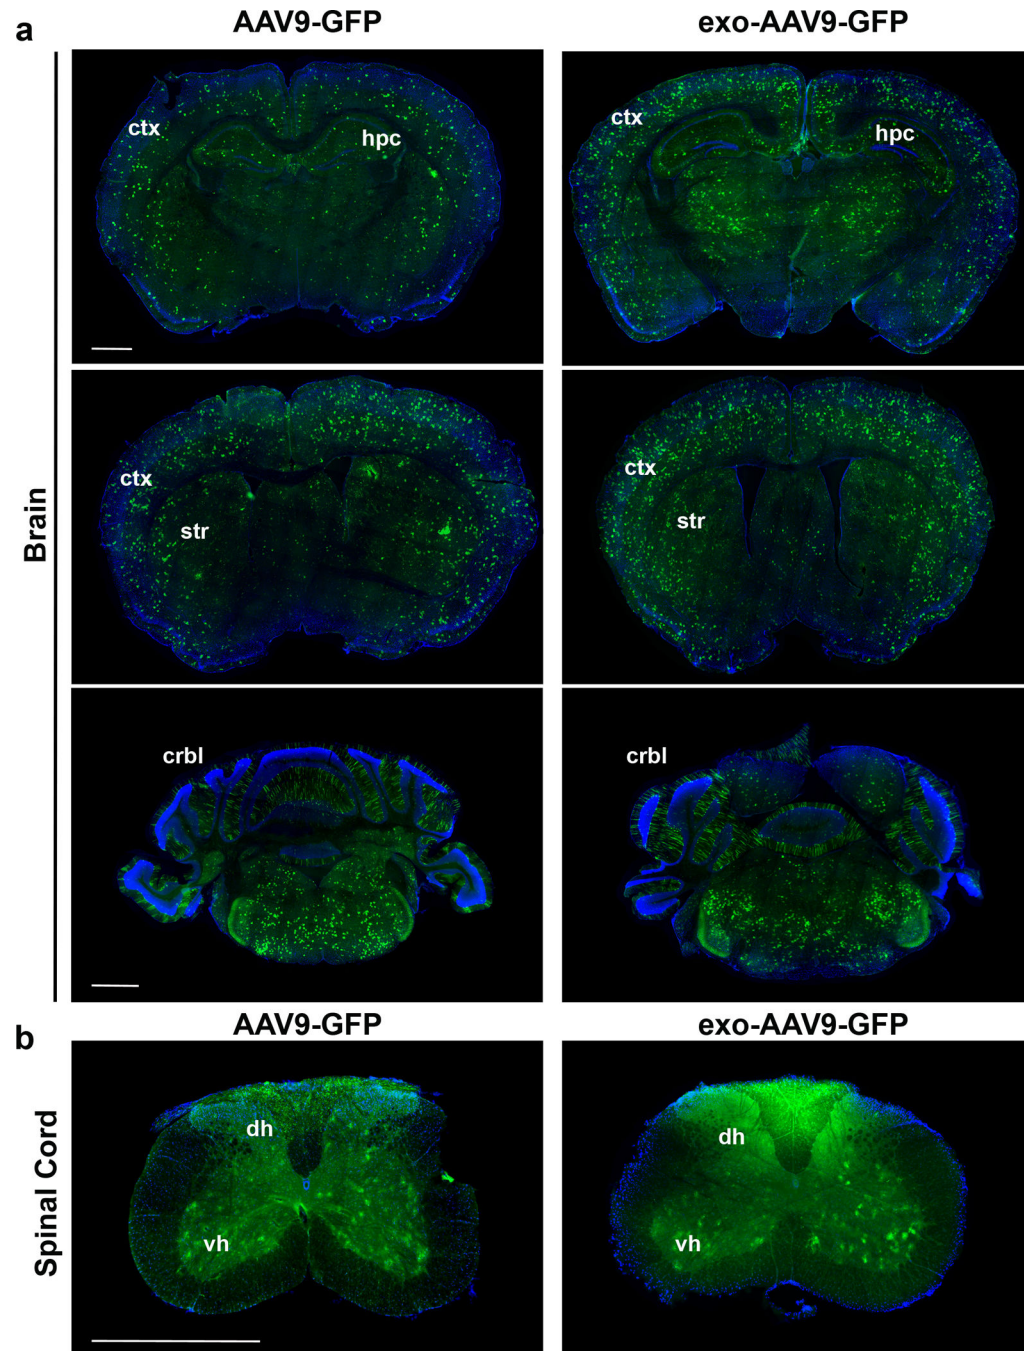 a
AAV9-GFP
exo-AAV9-GFP
Brain
ctx
hpc
ctx
hpc
ctx
str
ctx
str
crbl
crbl
b
AAV9-GFP
exo-AAV9-GFP
Spinal Cord
dh
vh
dh
vh